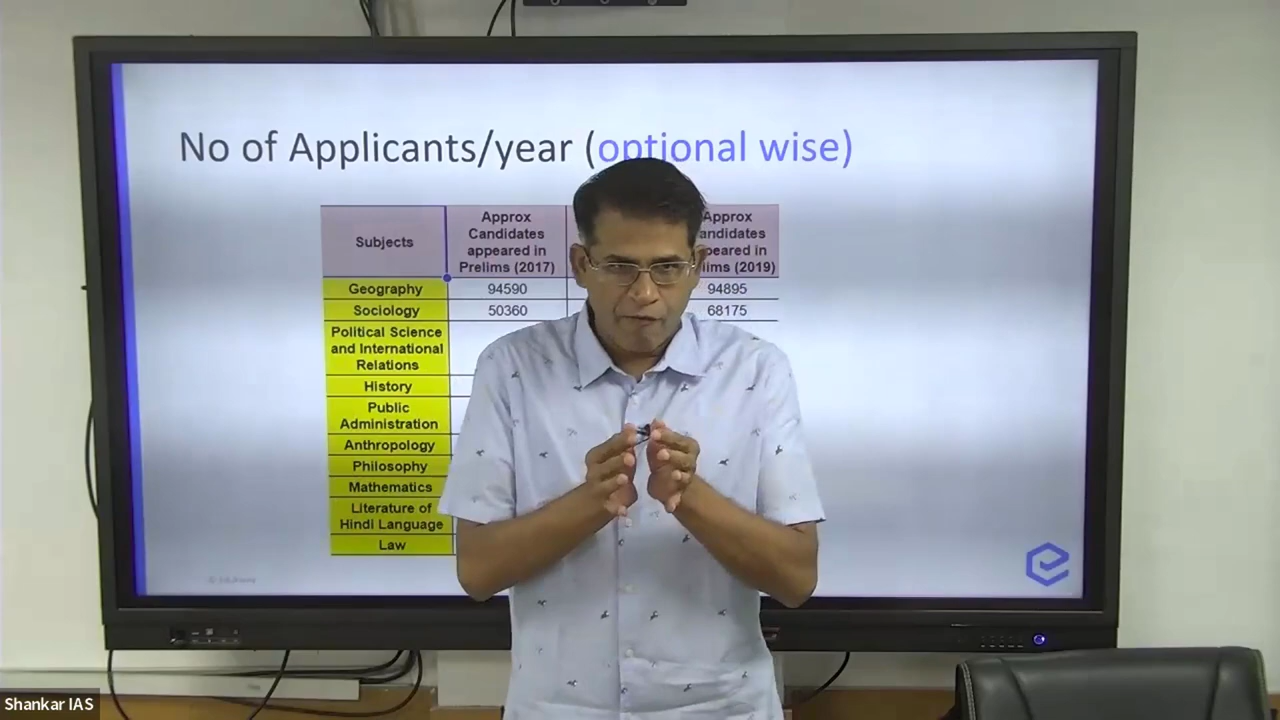 No of Applicants/year (optional wise)
Subjects
Approx
Candidates
appeared in
Prelims (2017)
Approx
andidates
peared in
lims (2019)
Geography 94590 94895
Sociology 50360 68175
Political Science
and International
Relations
History
Public
Administration
Anthropology
Philosophy
Mathematics
Literature of
Hindi Language
Law
Shankar IAS